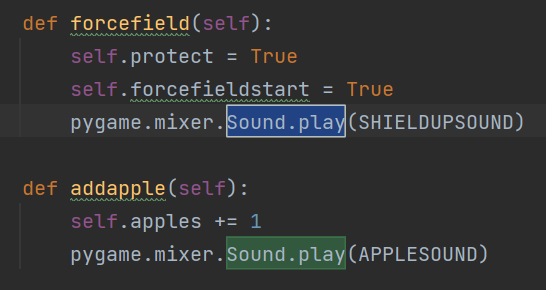 def forcefield(self):
    self.protect = True
    self.forcefieldstart = True
    pygame.mixer.Sound.play(SHIELDUPSOUND)

def addapple(self):
    self.apples += 1
    pygame.mixer.Sound.play(APPLESOUND)